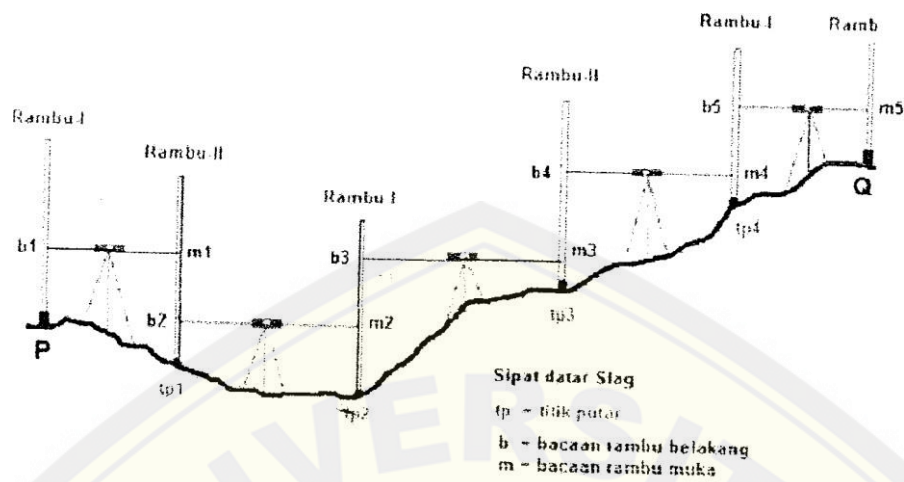 Rambu-I
Ramb
Rambu-II
b5
m5
Rambu-I
Rambu-II
b4
m4
Q
Rambu-I
tp4
b1
m1
b3
m3
b2
m2
tp3
P
tp1
tp2
Sipat datar Slag
tp = titik putar
b = bacaan rambu belakang
m = bacaan rambu muka
UNIVERSIT